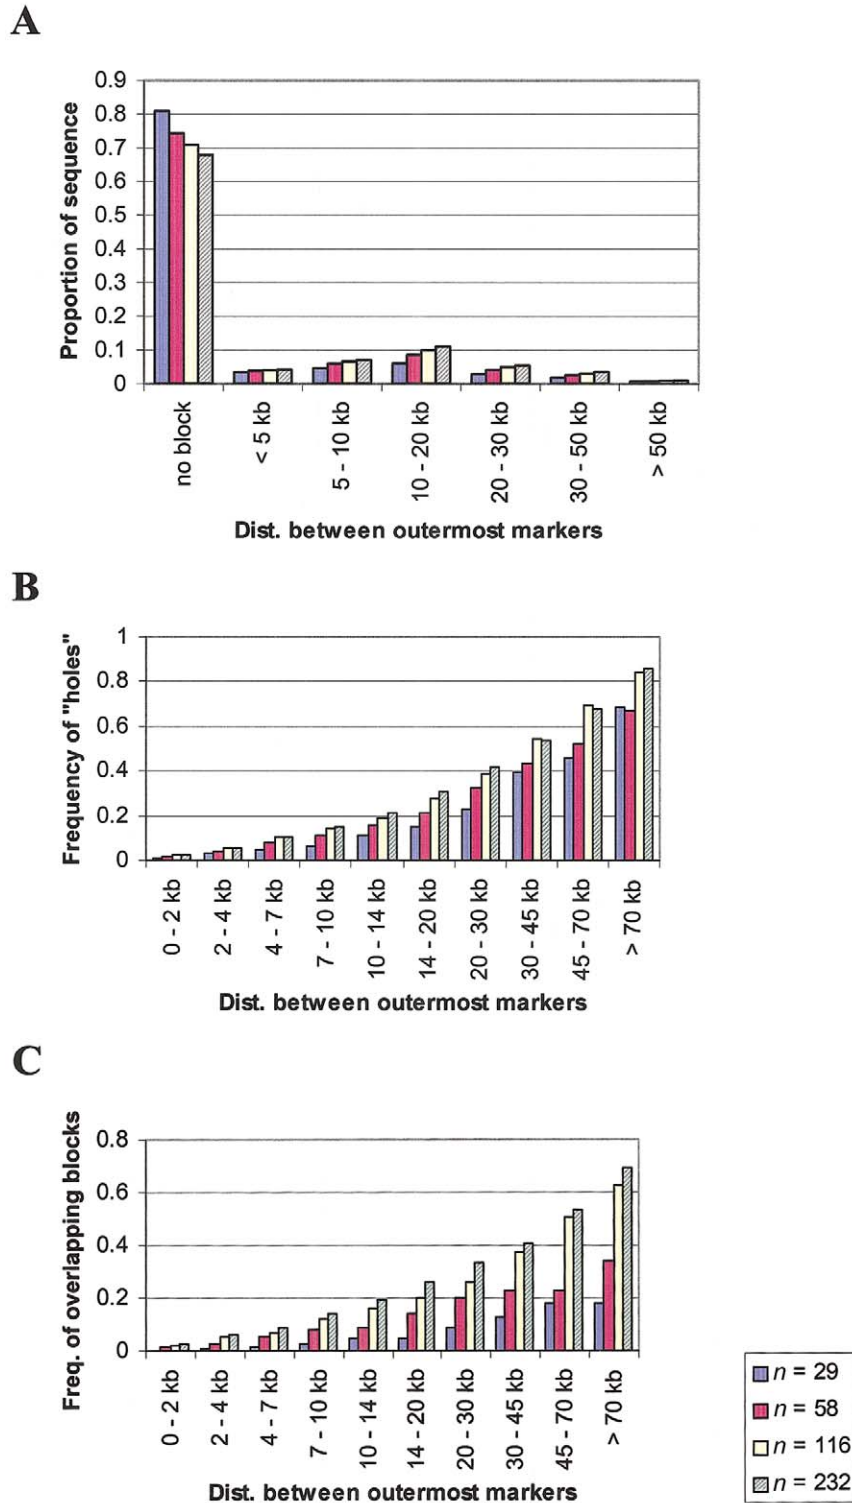 A
Proportion of sequence
0.9
0.8
0.7
0.6
0.5
0.4
0.3
0.2
0.1
0
no block
< 5 kb
5 - 10 kb
10 - 20 kb
20 - 30 kb
30 - 50 kb
> 50 kb
Dist. between outermost markers
B
Frequency of "holes"
1
0.8
0.6
0.4
0.2
0
0 - 2 kb
2 - 4 kb
4 - 7 kb
7 - 10 kb
10 - 14 kb
14 - 20 kb
20 - 30 kb
30 - 45 kb
45 - 70 kb
> 70 kb
Dist. between outermost markers
C
Freq. of overlapping blocks
0.8
0.6
0.4
0.2
0
0 - 2 kb
2 - 4 kb
4 - 7 kb
7 - 10 kb
10 - 14 kb
14 - 20 kb
20 - 30 kb
30 - 45 kb
45 - 70 kb
> 70 kb
Dist. between outermost markers
n = 29
n = 58
n = 116
n = 232